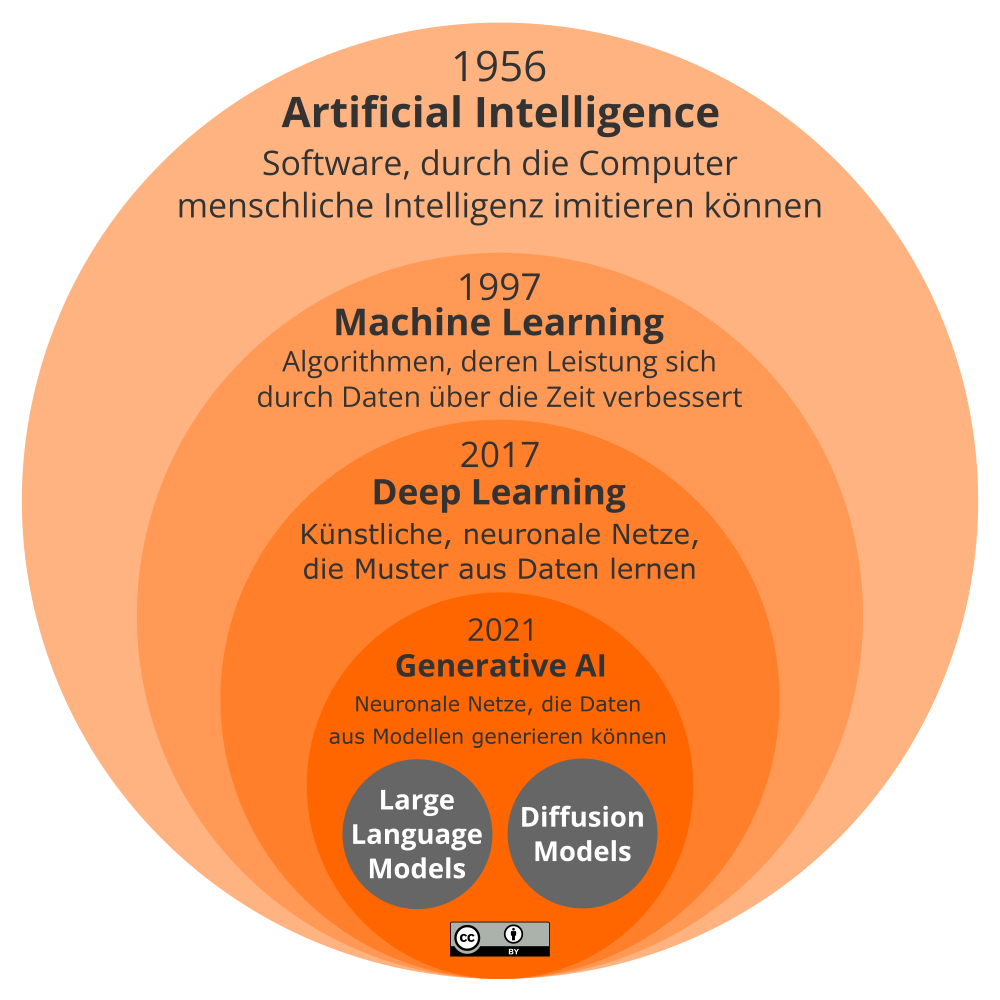 1956
Artificial Intelligence
Software, durch die Computer
menschliche Intelligenz imitieren können
1997
Machine Learning
Algorithmen, deren Leistung sich
durch Daten über die Zeit verbessert
2017
Deep Learning
Künstliche, neuronale Netze,
die Muster aus Daten lernen
2021
Generative AI
Neuronale Netze, die Daten
aus Modellen generieren können
Large
Language
Models
Diffusion
Models
cc
BY